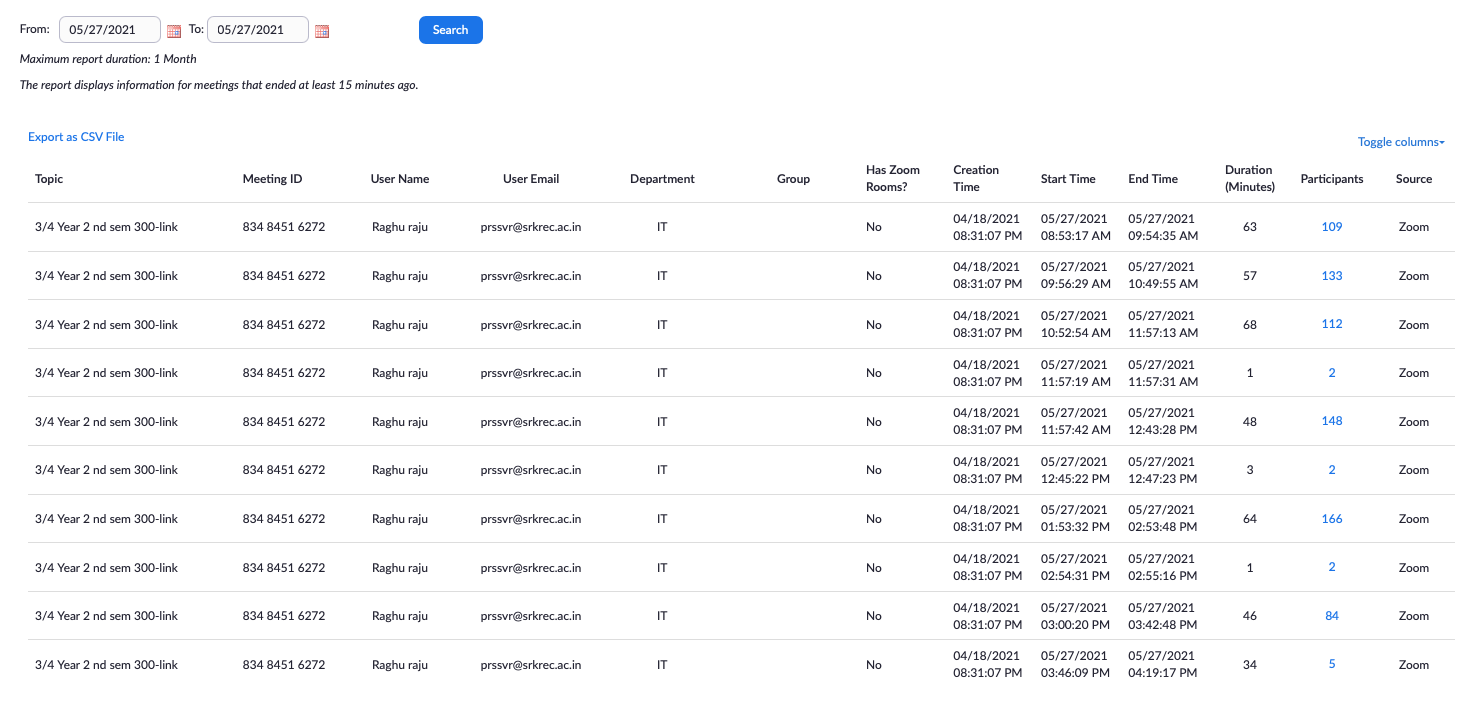 From: 05/27/2021 To: 05/27/2021 Search
Maximum report duration: 1 Month
The report displays information for meetings that ended at least 15 minutes ago.
Export as CSV File
Toggle columns
Topic Meeting ID User Name User Email Department Group Has Zoom Rooms? Creation Time Start Time End Time Duration (Minutes) Participants Source
3/4 Year 2 nd sem 300-link 834 8451 6272 Raghu raju prssvr@srkrec.ac.in IT No 04/18/2021 08:31:07 PM 05/27/2021 08:53:17 AM 05/27/2021 09:54:35 AM 63 109 Zoom
3/4 Year 2 nd sem 300-link 834 8451 6272 Raghu raju prssvr@srkrec.ac.in IT No 04/18/2021 08:31:07 PM 05/27/2021 09:56:29 AM 05/27/2021 10:49:55 AM 57 133 Zoom
3/4 Year 2 nd sem 300-link 834 8451 6272 Raghu raju prssvr@srkrec.ac.in IT No 04/18/2021 08:31:07 PM 05/27/2021 10:52:54 AM 05/27/2021 11:57:13 AM 68 112 Zoom
3/4 Year 2 nd sem 300-link 834 8451 6272 Raghu raju prssvr@srkrec.ac.in IT No 04/18/2021 08:31:07 PM 05/27/2021 11:57:19 AM 05/27/2021 11:57:31 AM 1 2 Zoom
3/4 Year 2 nd sem 300-link 834 8451 6272 Raghu raju prssvr@srkrec.ac.in IT No 04/18/2021 08:31:07 PM 05/27/2021 11:57:42 AM 05/27/2021 12:43:28 PM 48 148 Zoom
3/4 Year 2 nd sem 300-link 834 8451 6272 Raghu raju prssvr@srkrec.ac.in IT No 04/18/2021 08:31:07 PM 05/27/2021 12:45:22 PM 05/27/2021 12:47:23 PM 3 2 Zoom
3/4 Year 2 nd sem 300-link 834 8451 6272 Raghu raju prssvr@srkrec.ac.in IT No 04/18/2021 08:31:07 PM 05/27/2021 01:53:32 PM 05/27/2021 02:53:48 PM 64 166 Zoom
3/4 Year 2 nd sem 300-link 834 8451 6272 Raghu raju prssvr@srkrec.ac.in IT No 04/18/2021 08:31:07 PM 05/27/2021 02:54:31 PM 05/27/2021 02:55:16 PM 1 2 Zoom
3/4 Year 2 nd sem 300-link 834 8451 6272 Raghu raju prssvr@srkrec.ac.in IT No 04/18/2021 08:31:07 PM 05/27/2021 03:00:20 PM 05/27/2021 03:42:48 PM 46 84 Zoom
3/4 Year 2 nd sem 300-link 834 8451 6272 Raghu raju prssvr@srkrec.ac.in IT No 04/18/2021 08:31:07 PM 05/27/2021 03:46:09 PM 05/27/2021 04:19:17 PM 34 5 Zoom